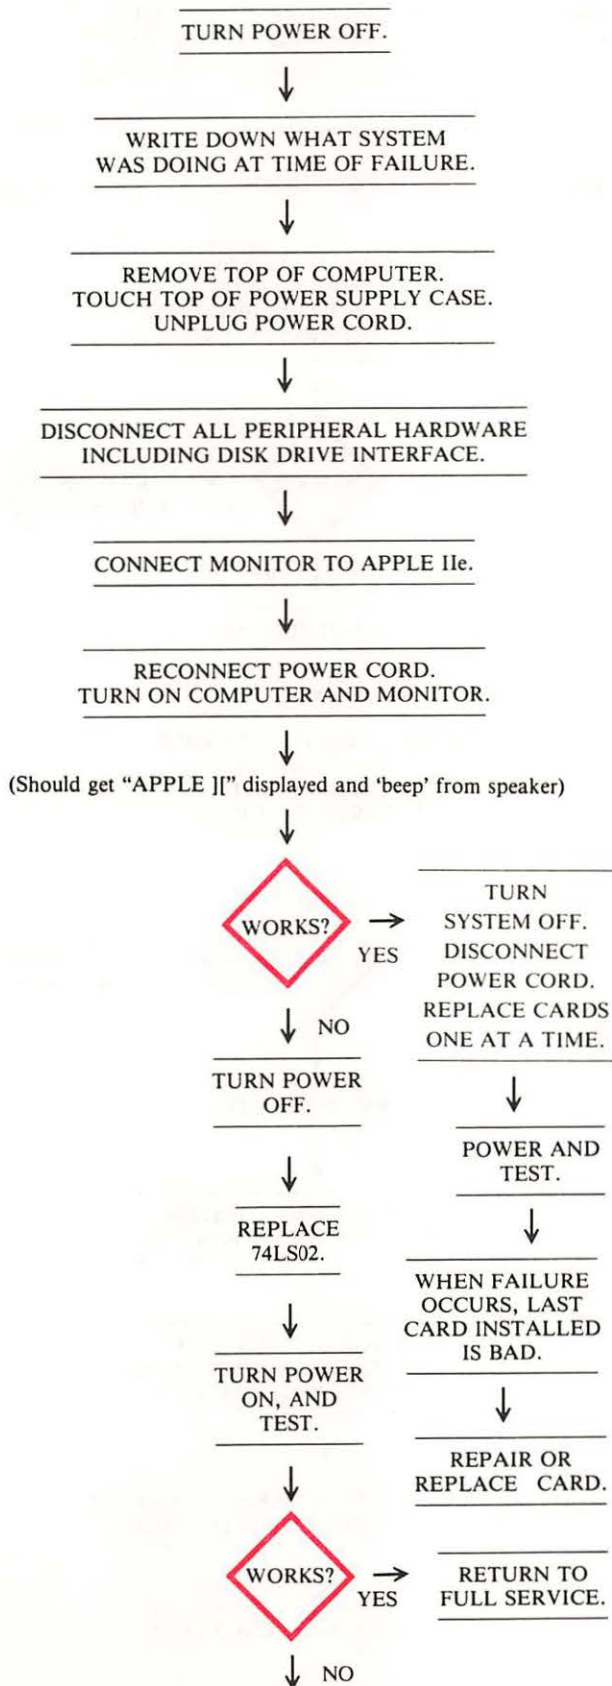 TURN POWER OFF.
WRITE DOWN WHAT SYSTEM
WAS DOING AT TIME OF FAILURE.
REMOVE TOP OF COMPUTER.
TOUCH TOP OF POWER SUPPLY CASE.
UNPLUG POWER CORD.
DISCONNECT ALL PERIPHERAL HARDWARE
INCLUDING DISK DRIVE INTERFACE.
CONNECT MONITOR TO APPLE IIe.
RECONNECT POWER CORD.
TURN ON COMPUTER AND MONITOR.
(Should get “APPLE ][” displayed and ‘beep’ from speaker)
WORKS?
YES
TURN
SYSTEM OFF.
DISCONNECT
POWER CORD.
REPLACE CARDS
ONE AT A TIME.
POWER AND
TEST.
WHEN FAILURE
OCCURS, LAST
CARD INSTALLED
IS BAD.
REPAIR OR
REPLACE CARD.
NO
TURN POWER
OFF.
REPLACE
74LS02.
TURN POWER
ON, AND
TEST.
WORKS?
YES
RETURN TO
FULL SERVICE.
NO